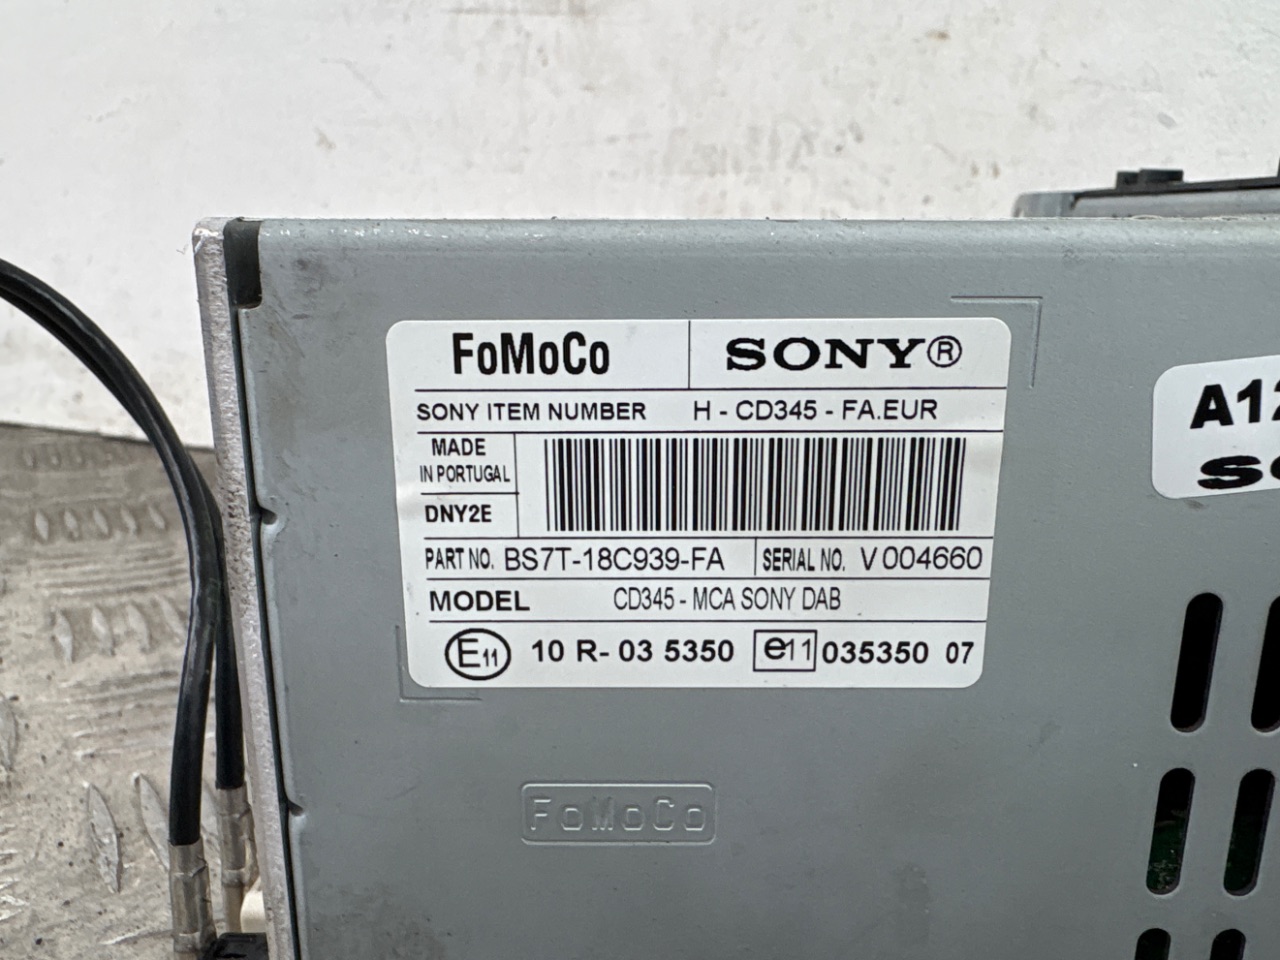 FoMoCo SONY®
SONY ITEM NUMBER H - CD345 - FA.EUR
MADE
IN PORTUGAL
DNY2E
PART NO. BS7T-18C939-FA SERIAL NO. V 004660
MODEL CD345 - MCA SONY DAB
E11 10 R- 03 5350 e11 035350 07
FoMoCo